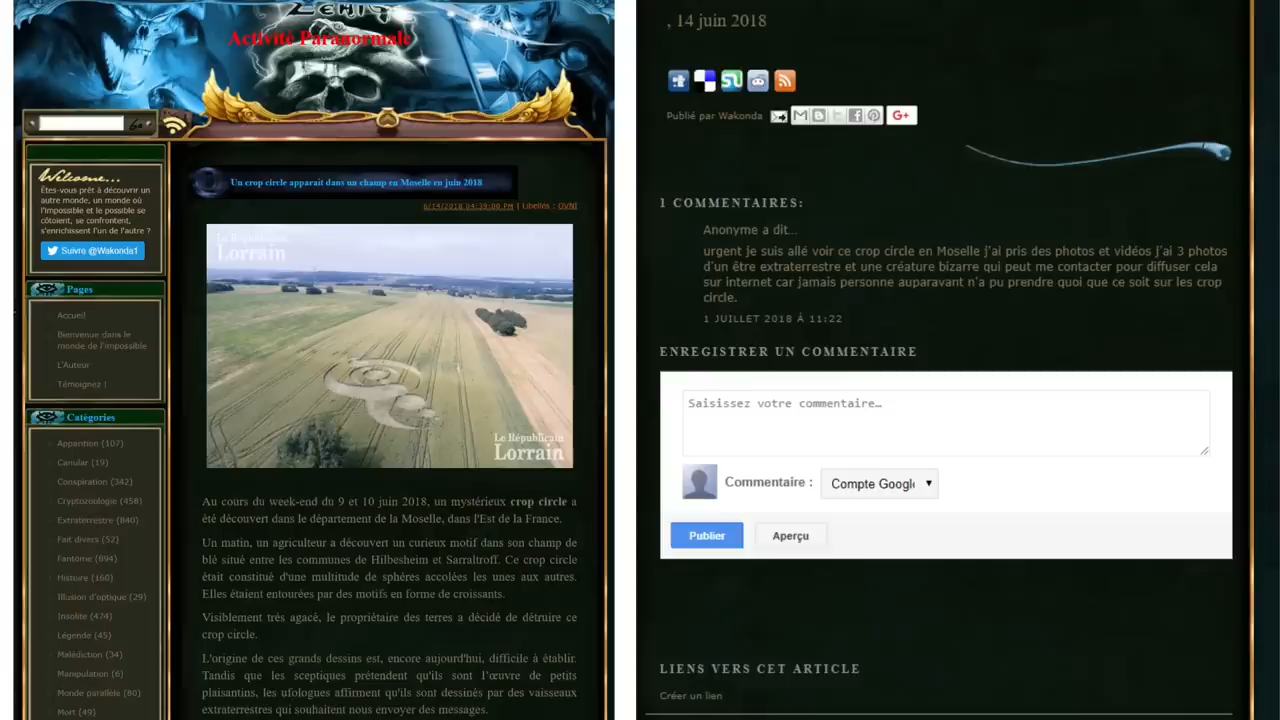 Activité Paranormale
Un crop circle apparait dans un champ en Moselle en juin 2018
6/14/2018 04:39:00 PM | Libellés : OVNI
Welcome...
Êtes-vous prêt à découvrir un
autre monde, un monde où
l'impossible et le possible se
côtoient, se confrontent,
s'enrichissent l'un de l'autre ?
Suivre @Wakonda1
Pages
Accueil
Bienvenue dans le
monde de l'impossible
L'Auteur
Témoignez !
Catégories
Apparition (107)
Canular (19)
Conspiration (342)
Cryptozoologie (458)
Extraterrestre (840)
Fait divers (52)
Fantôme (894)
Histoire (160)
Illusion d'optique (29)
Insolite (474)
Légende (45)
Malédiction (34)
Manipulation (6)
Monde parallèle (80)
Mort (49)
Le Républicain
Lorrain
Le Républicain
Lorrain
Au cours du week-end du 9 et 10 juin 2018, un mystérieux crop circle a
été découvert dans le département de la Moselle, dans l'Est de la France.
Un matin, un agriculteur a découvert un curieux motif dans son champ de
blé situé entre les communes de Hilbesheim et Sarraltroff. Ce crop circle
était constitué d'une multitude de sphères accolées les unes aux autres.
Elles étaient entourées par des motifs en forme de croissants.
Visiblement très agacé, le propriétaire des terres a décidé de détruire ce
crop circle.
L'origine de ces grands dessins est, encore aujourd'hui, difficile à établir.
Tandis que les sceptiques prétendent qu'ils sont l'œuvre de petits
plaisantins, les ufologues affirment qu'ils sont dessinés par des vaisseaux
extraterrestres qui souhaitent nous envoyer des messages.
, 14 juin 2018
Publié par Wakonda
G+
1 COMMENTAIRES:
Anonyme a dit...
urgent je suis allé voir ce crop circle en Moselle j'ai pris des photos et vidéos j'ai 3 photos
d'un être extraterrestre et une créature bizarre qui peut me contacter pour diffuser cela
sur internet car jamais personne auparavant n'a pu prendre quoi que ce soit sur les crop
circle.
1 JUILLET 2018 À 11:22
ENREGISTRER UN COMMENTAIRE
Saisissez votre commentaire…
Commentaire :
Compte Googl
Publier
Aperçu
LIENS VERS CET ARTICLE
Créer un lien